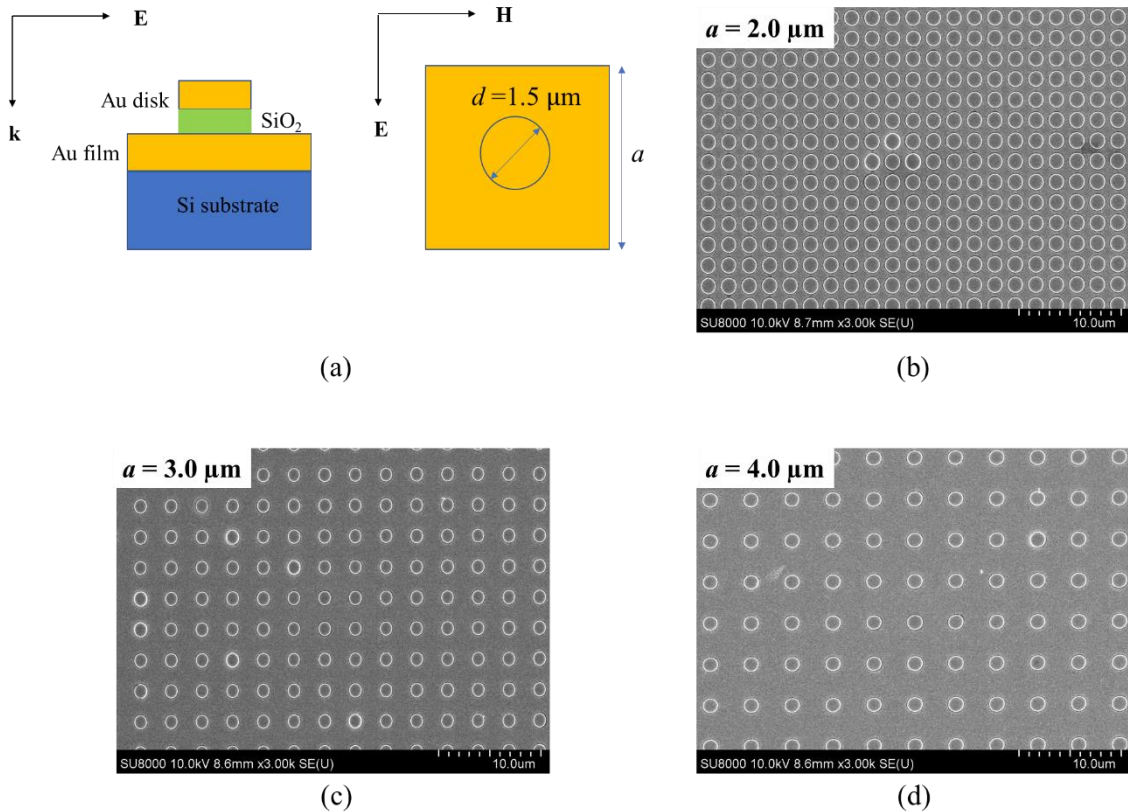 E
k
Au disk
SiO₂
Au film
Si substrate
H
E
d =1.5 μm
a
(a)
a = 2.0 μm
SU8000 10.0kV 8.7mm x3.00k SE(U)
10.0um
(b)
a = 3.0 μm
SU8000 10.0kV 8.6mm x3.00k SE(U)
10.0um
(c)
a = 4.0 μm
SU8000 10.0kV 8.6mm x3.00k SE(U)
10.0um
(d)